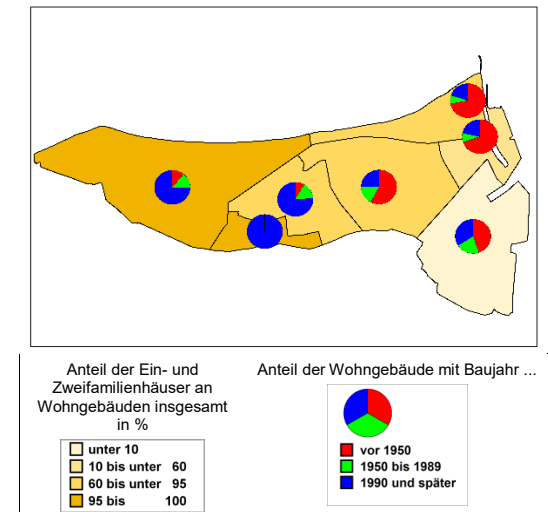 Anteil der Ein- und
Zweifamilienhäuser an
Wohngebäuden insgesamt
in %
unter 10
10 bis unter 60
60 bis unter 95
95 bis 100
Anteil der Wohngebäude mit Baujahr ...
vor 1950
1950 bis 1989
1990 und später